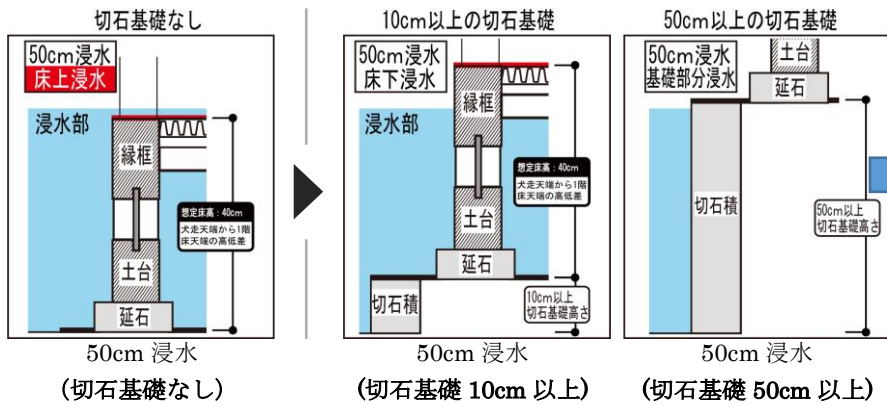 切石基礎なし
50cm浸水
床上浸水
浸水部
縁框
想定床高：40cm
犬走天端から1階
床天端の高低差
土台
延石
50cm 浸水
(切石基礎なし)
10cm以上の切石基礎
50cm浸水
床下浸水
浸水部
縁框
想定床高：40cm
犬走天端から1階
床天端の高低差
土台
延石
切石積
10cm以上
切石基礎高さ
50cm 浸水
(切石基礎 10cm 以上)
50cm以上の切石基礎
50cm浸水
基礎部分浸水
土台
延石
切石積
50cm以上
切石基礎高さ
50cm 浸水
(切石基礎 50cm 以上)